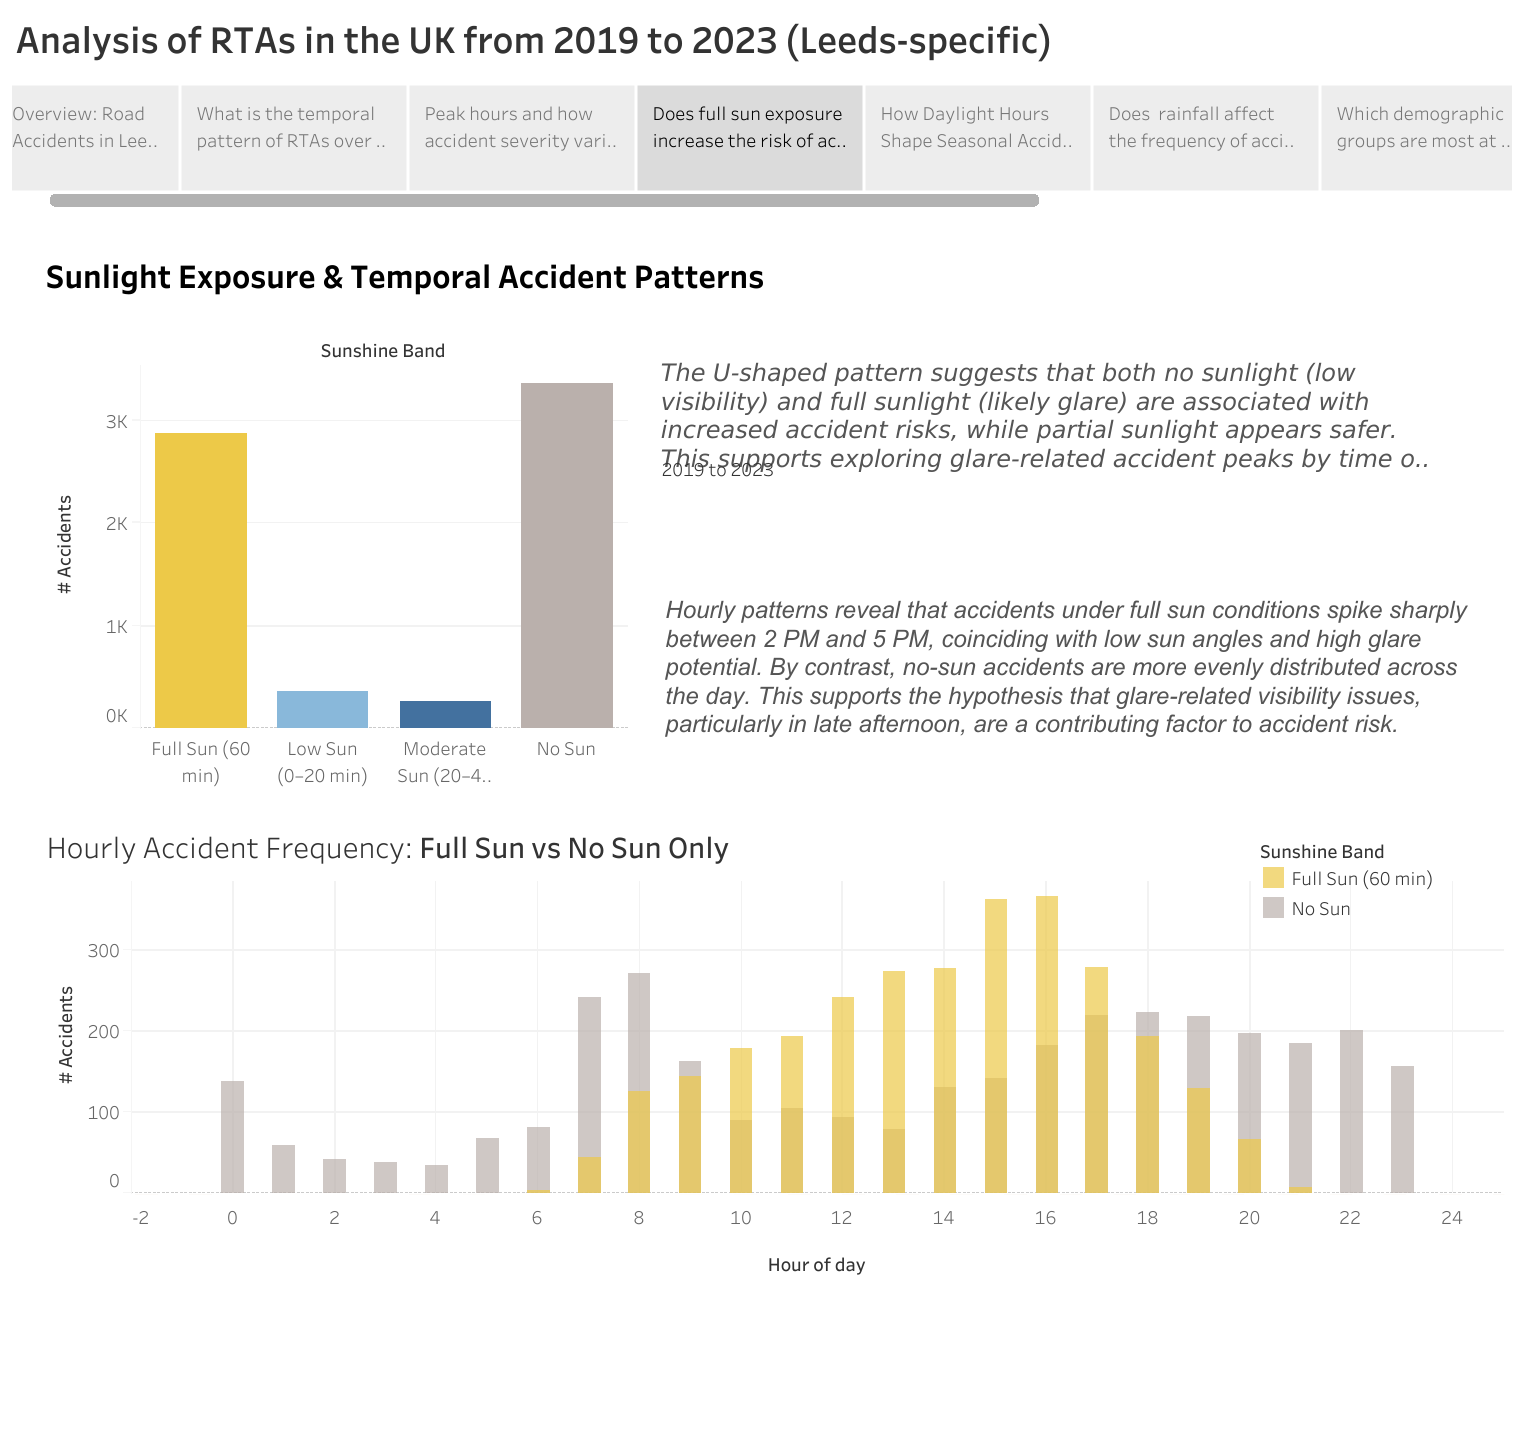 Analysis of RTAs in the UK from 2019 to 2023 (Leeds-specific)
Overview: Road
Accidents in Lee..
What is the temporal
pattern of RTAs over ..
Peak hours and how
accident severity vari..
Does full sun exposure
increase the risk of ac..
How Daylight Hours
Shape Seasonal Accid..
Does  rainfall affect
the frequency of acci..
Which demographic
groups are most at ..
Sunlight Exposure & Temporal Accident Patterns
Sunshine Band
# Accidents
3K
2K
1K
0K
Full Sun (60
min)
Low Sun
(0–20 min)
Moderate
Sun (20–4..
No Sun
The U-shaped pattern suggests that both no sunlight (low
visibility) and full sunlight (likely glare) are associated with
increased accident risks, while partial sunlight appears safer.
This supports exploring glare-related accident peaks by time o..
2019 to 2023
Hourly patterns reveal that accidents under full sun conditions spike sharply
between 2 PM and 5 PM, coinciding with low sun angles and high glare
potential. By contrast, no-sun accidents are more evenly distributed across
the day. This supports the hypothesis that glare-related visibility issues,
particularly in late afternoon, are a contributing factor to accident risk.
Hourly Accident Frequency: Full Sun vs No Sun Only
Sunshine Band
Full Sun (60 min)
No Sun
# Accidents
300
200
100
0
-2 0 2 4 6 8 10 12 14 16 18 20 22 24
Hour of day